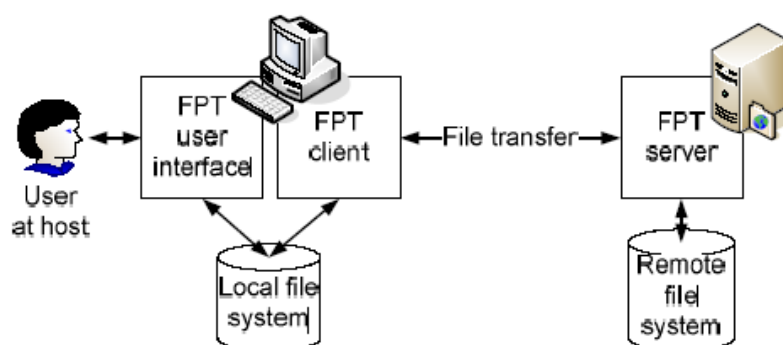 FPT
user
interface
FPT
client
File transfer
FPT
server
User
at host
Local file
system
Remote
file
system